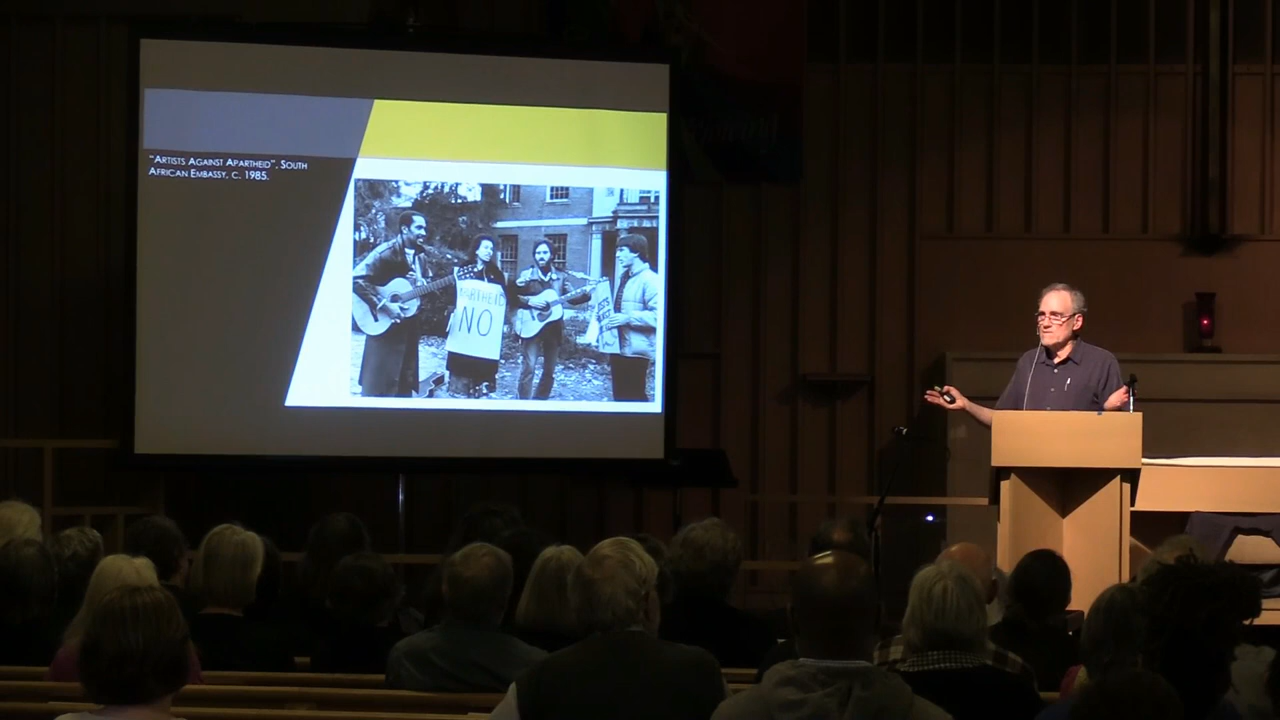 "ARTISTS AGAINST APARTHEID", SOUTH
AFRICAN EMBASSY, C. 1985.
APARTHEID
NO